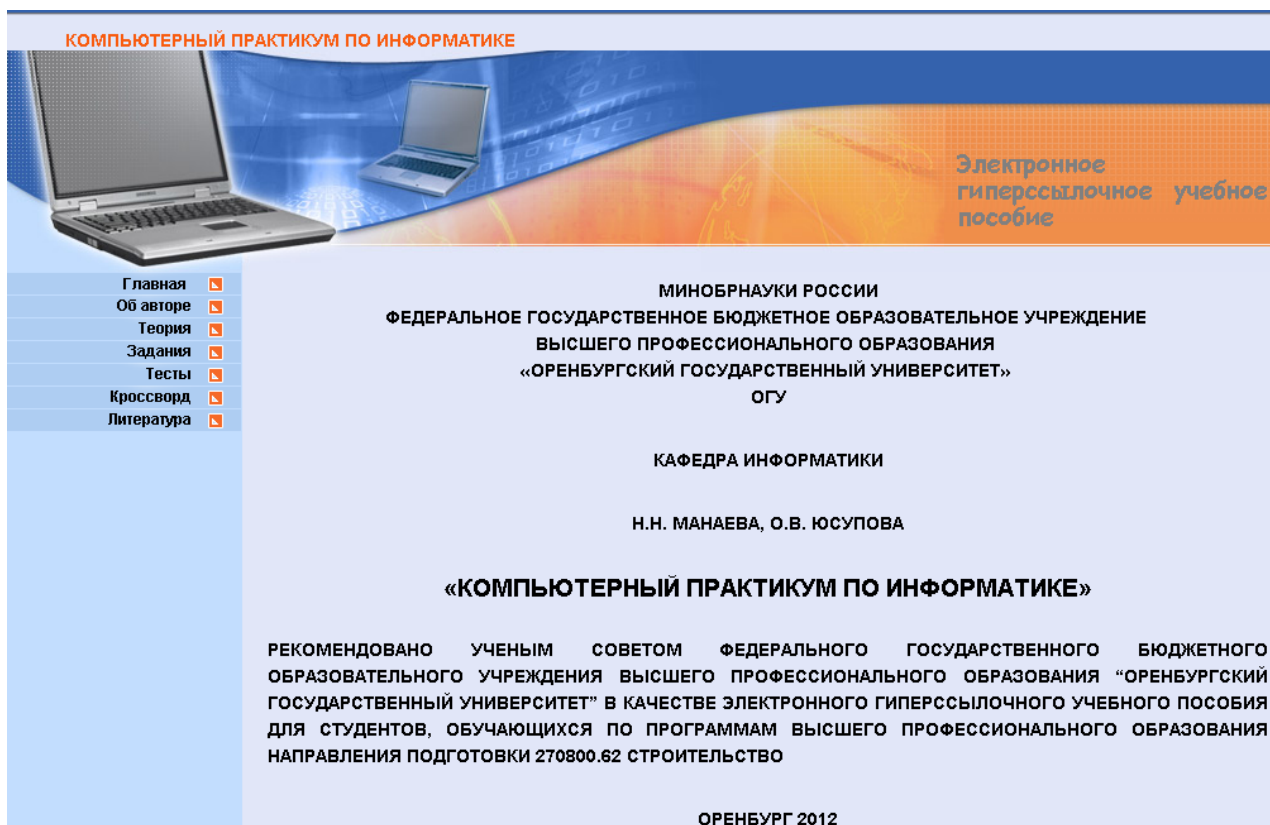 КОМПЬЮТЕРНЫЙ ПРАКТИКУМ ПО ИНФОРМАТИКЕ
Электронное
гиперссылочное учебное
пособие
Главная
Об авторе
Теория
Задания
Тесты
Кроссворд
Литература
МИНОБРНАУКИ РОССИИ
ФЕДЕРАЛЬНОЕ ГОСУДАРСТВЕННОЕ БЮДЖЕТНОЕ ОБРАЗОВАТЕЛЬНОЕ УЧРЕЖДЕНИЕ
ВЫСШЕГО ПРОФЕССИОНАЛЬНОГО ОБРАЗОВАНИЯ
«ОРЕНБУРГСКИЙ ГОСУДАРСТВЕННЫЙ УНИВЕРСИТЕТ»
ОГУ
КАФЕДРА ИНФОРМАТИКИ
Н.Н. МАНАЕВА, О.В. ЮСУПОВА
«КОМПЬЮТЕРНЫЙ ПРАКТИКУМ ПО ИНФОРМАТИКЕ»
РЕКОМЕНДОВАНО УЧЕНЫМ СОВЕТОМ ФЕДЕРАЛЬНОГО ГОСУДАРСТВЕННОГО БЮДЖЕТНОГО
ОБРАЗОВАТЕЛЬНОГО УЧРЕЖДЕНИЯ ВЫСШЕГО ПРОФЕССИОНАЛЬНОГО ОБРАЗОВАНИЯ “ОРЕНБУРГСКИЙ
ГОСУДАРСТВЕННЫЙ УНИВЕРСИТЕТ” В КАЧЕСТВЕ ЭЛЕКТРОННОГО ГИПЕРССЫЛОЧНОГО УЧЕБНОГО ПОСОБИЯ
ДЛЯ СТУДЕНТОВ, ОБУЧАЮЩИХСЯ ПО ПРОГРАММАМ ВЫСШЕГО ПРОФЕССИОНАЛЬНОГО ОБРАЗОВАНИЯ
НАПРАВЛЕНИЯ ПОДГОТОВКИ 270800.62 СТРОИТЕЛЬСТВО
ОРЕНБУРГ 2012